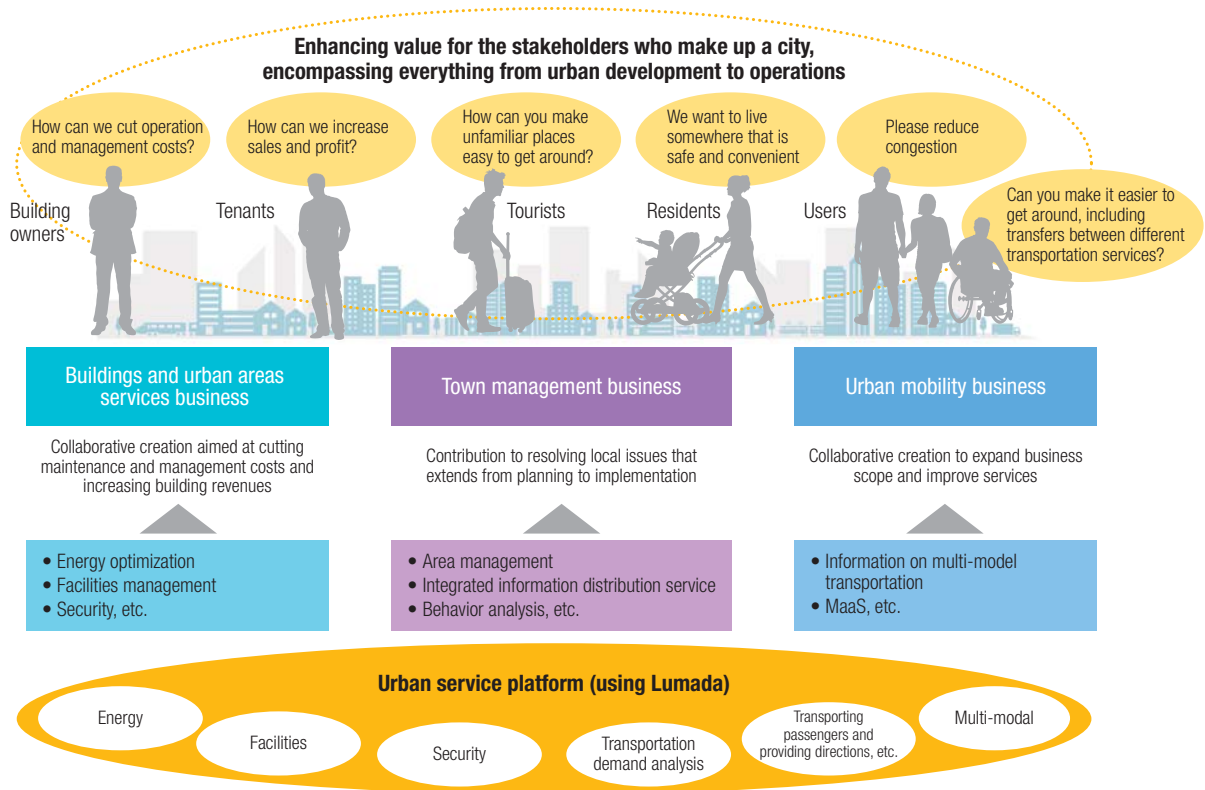 Enhancing value for the stakeholders who make up a city,
encompassing everything from urban development to operations
How can we cut operation
and management costs?
How can we increase
sales and profit?
How can you make
unfamiliar places
easy to get around?
We want to live
somewhere that is
safe and convenient
Please reduce
congestion
Can you make it easier to
get around, including
transfers between different
transportation services?
Building
owners
Tenants
Tourists
Residents
Users
Buildings and urban areas
services business
Town management business
Urban mobility business
Collaborative creation aimed at cutting
maintenance and management costs and
increasing building revenues
Contribution to resolving local issues that
extends from planning to implementation
Collaborative creation to expand business
scope and improve services
• Energy optimization
• Facilities management
• Security, etc.
• Area management
• Integrated information distribution service
• Behavior analysis, etc.
• Information on multi-model
transportation
• MaaS, etc.
Urban service platform (using Lumada)
Energy
Facilities
Security
Transportation
demand analysis
Transporting
passengers and
providing directions, etc.
Multi-modal